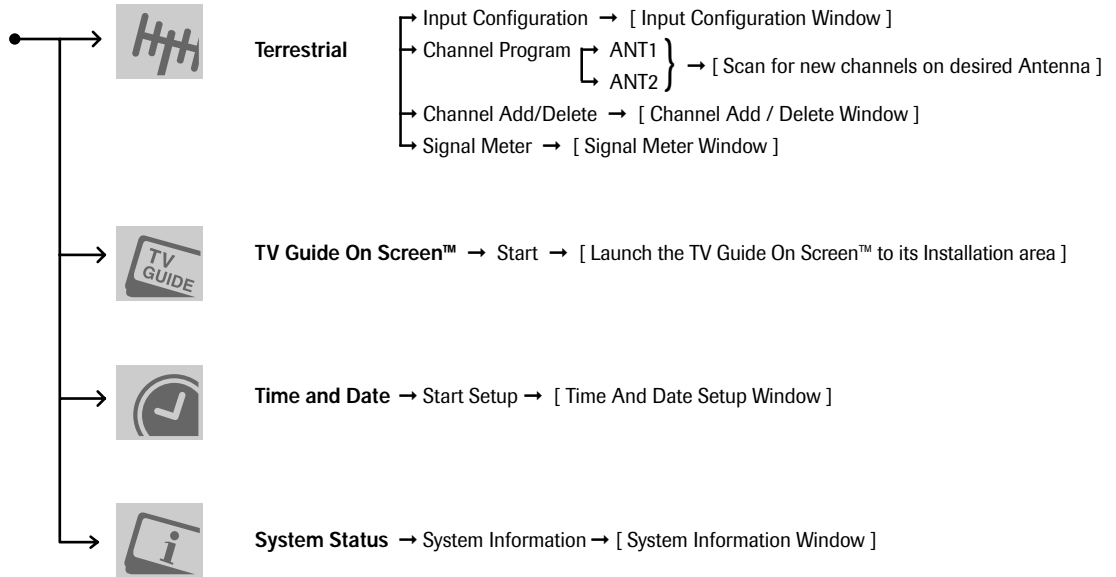 Input Configuration → [ Input Configuration Window ]
Terrestrial
Channel Program → ANT1
→ ANT2 } → [ Scan for new channels on desired Antenna ]
Channel Add/Delete → [ Channel Add / Delete Window ]
Signal Meter → [ Signal Meter Window ]
TV
GUIDE
TV Guide On Screen™ → Start → [ Launch the TV Guide On Screen™ to its Installation area ]
Time and Date → Start Setup → [ Time And Date Setup Window ]
i
System Status → System Information → [ System Information Window ]